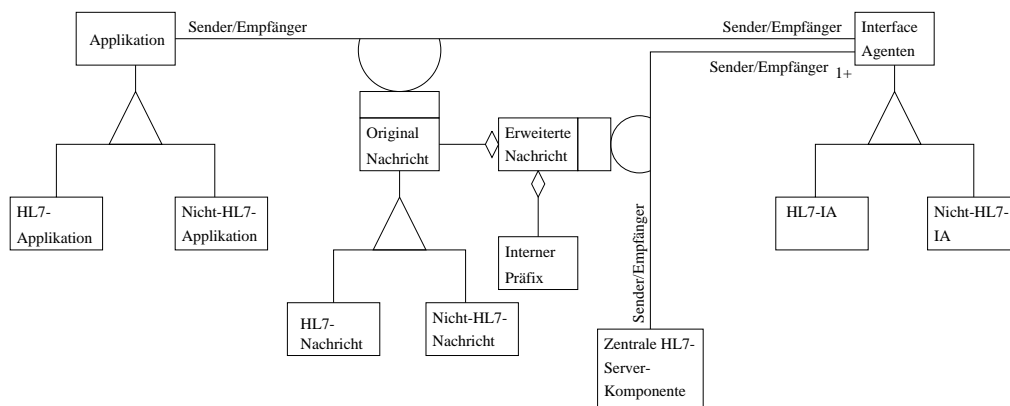 Applikation
Sender/Empfänger
Sender/Empfänger
Interface
Agenten
Sender/Empfänger
1+
Original
Nachricht
Erweiterte
Nachricht
HL7-
Applikation
Nicht-HL7-
Applikation
HL7-IA
Nicht-HL7-
IA
Interner
Präfix
Sender/Empfänger
HL7-
Nachricht
Nicht-HL7-
Nachricht
Zentrale HL7-
Server-
Komponente